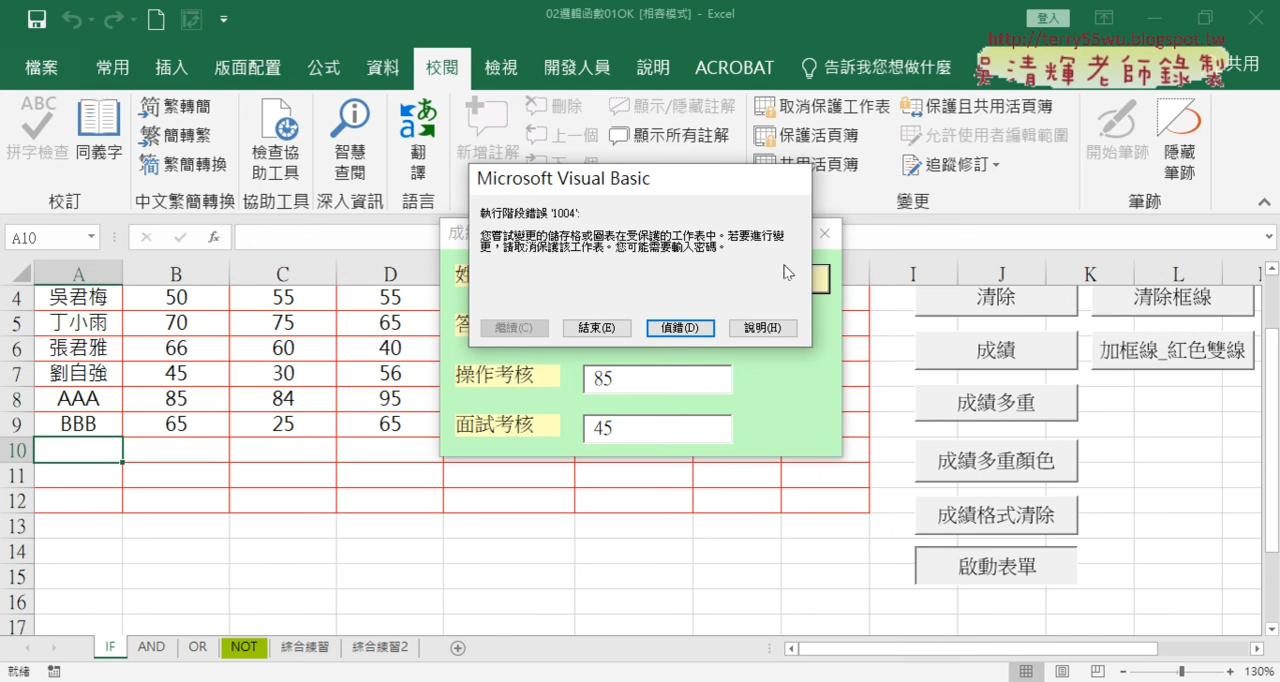 02邏輯函數01OK [相容模式] - Excel
登入
http://terry55wu.blogspot.tw
吳清輝老師錄製
檔案 常用 插入 版面配置 公式 資料 校閱 檢視 開發人員 說明 ACROBAT 告訴我您想做什麼 共用
ABC
拼字檢查 同義字
校訂
簡 繁轉簡
繁 簡轉繁
簡 繁簡轉換
中文繁簡轉換
檢查協
助工具
協助工具
智慧
查閱
深入資訊
翻
譯
語言
新增註解
刪除
上一個
下一個
顯示/隱藏註解
顯示所有註解
取消保護工作表
保護活頁簿
共用活頁簿
保護且共用活頁簿
允許使用者編輯範圍
追蹤修訂
變更
開始筆跡
隱藏
筆跡
筆跡
A10
fx
Microsoft Visual Basic
執行階段錯誤 '1004':
您嘗試變更的儲存格或圖表在受保護的工作表中。若要進行變
更，請取消保護該工作表。您可能需要輸入密碼。
繼續(C) 結束(E) 偵錯(D) 說明(H)
操作考核 85
面試考核 45
A B C D I J K L
4 吳君梅 50 55 55
5 丁小雨 70 75 65
6 張君雅 66 60 40
7 劉自強 45 30 56
8 AAA 85 84 95
9 BBB 65 25 65
10
11
12
13
14
15
16
17
清除 清除框線
成績 加框線_紅色雙線
成績多重
成績多重顏色
成績格式清除
啟動表單
IF AND OR NOT 綜合練習 綜合練習2
就緒
130%